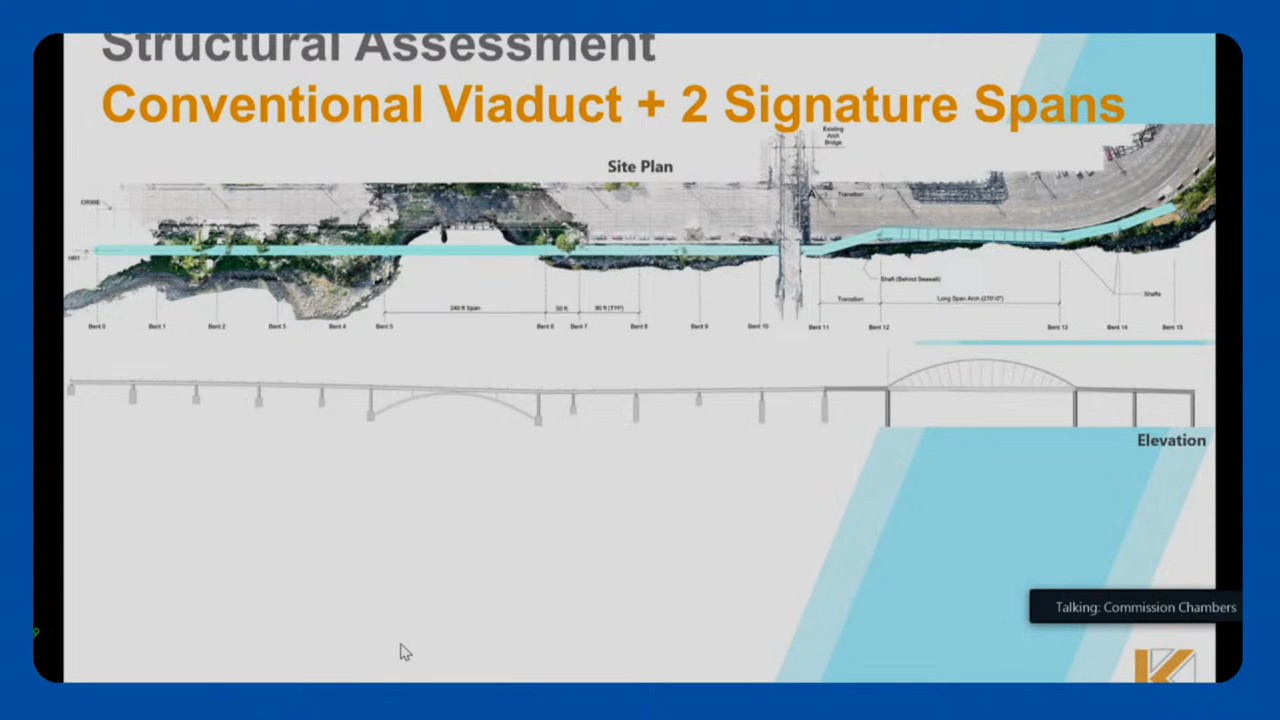 Structural Assessment
Conventional Viaduct + 2 Signature Spans
Existing
Arch
Bridge
Site Plan
Transition
OR99E
HR1
Shaft (Behind Seawall)
Shafts
240 ft Span
50 ft
90 ft (TYP)
Transition
Long Span Arch (270'-0")
Bent 0
Bent 1
Bent 2
Bent 3
Bent 4
Bent 5
Bent 6
Bent 7
Bent 8
Bent 9
Bent 10
Bent 11
Bent 12
Bent 13
Bent 14
Bent 15
Elevation
Talking: Commission Chambers